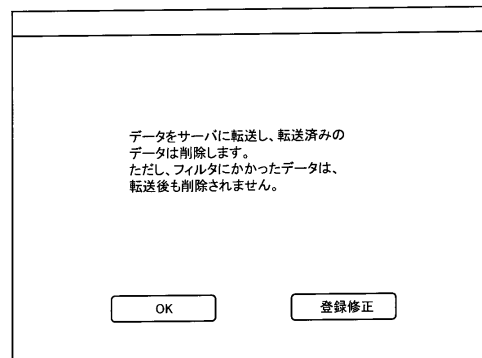 データをサーバに転送し、転送済みの
データは削除します。
ただし、フィルタにかかったデータは、
転送後も削除されません。
OK
登録修正